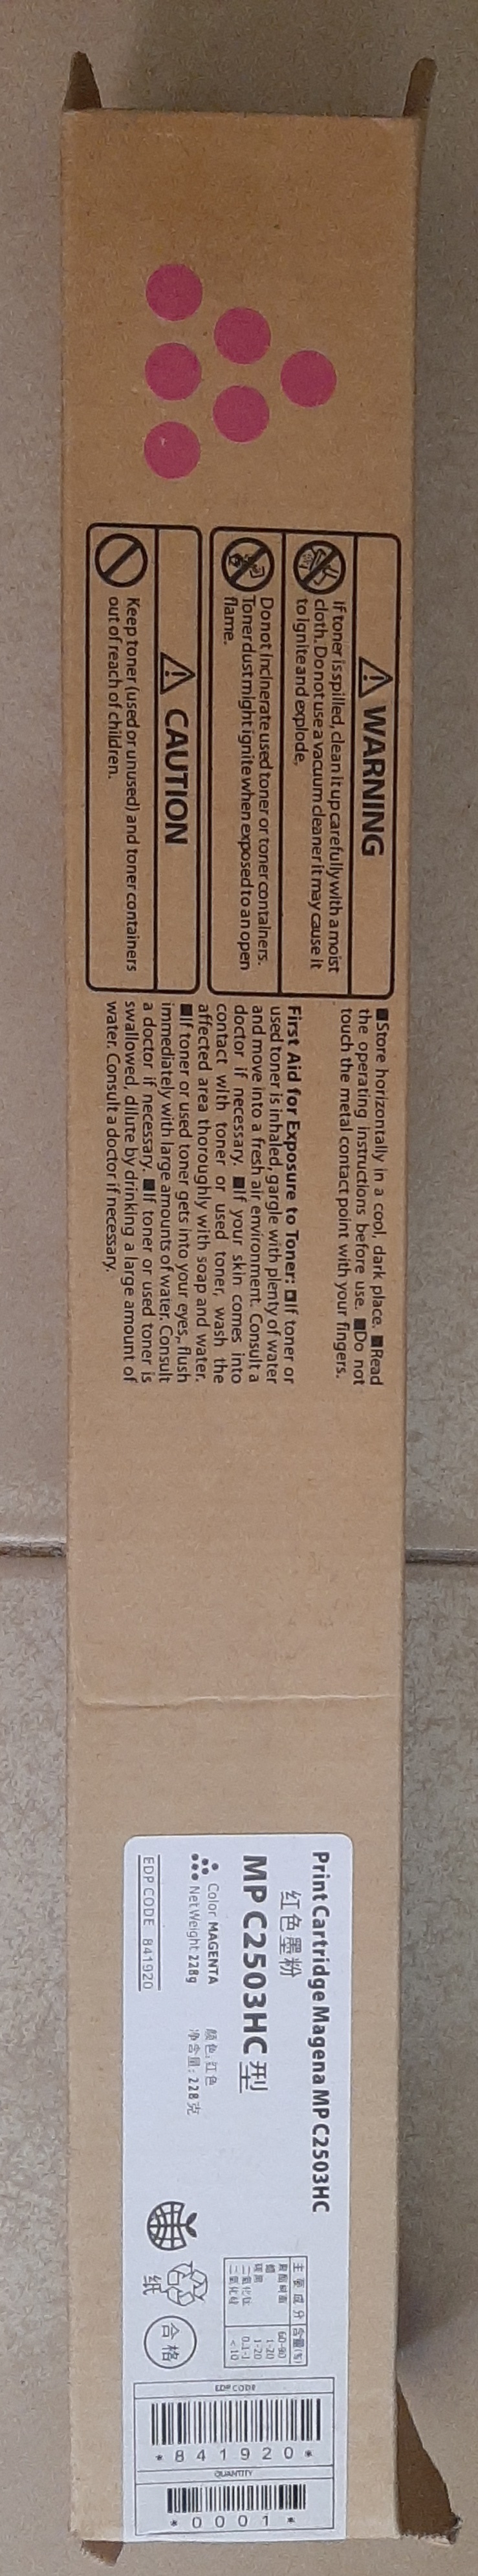 WARNING
If toner is spilled, clean it up carefully with a moist
cloth. Do not use a vacuum cleaner it may cause it
to ignite and explode.
Do not incinerate used toner or toner containers.
Toner dust might ignite when exposed to an open
flame.
CAUTION
Keep toner (used or unused) and toner containers
out of reach of children.
■Store horizontally in a cool, dark place. ■Read
the operating instructions before use. ■Do not
touch the metal contact point with your fingers.
First Aid for Exposure to Toner: ■If toner or
used toner is inhaled, gargle with plenty of water
and move into a fresh air environment. Consult a
doctor if necessary. ■If your skin comes into
contact with toner or used toner, wash the
affected area thoroughly with soap and water.
■If toner or used toner gets into your eyes, flush
immediately with large amounts of water. Consult
a doctor if necessary. ■If toner or used toner is
swallowed, dilute by drinking a large amount of
water. Consult a doctor if necessary.
Print Cartridge Magena MP C2503HC
红色墨粉
MP C2503HC 型
Color MAGENTA 颜色: 红色
Net Weight 228g 净含量: 228克
EDP CODE 841920
主要成分 含量(%)
聚酯树脂 60-90
蜡 1-20
碳黑 1-20
二氧化钛 0.1-1
二氧化硅 <10
纸
合格
EDP CODE
*841920*
QUANTITY
*0001*